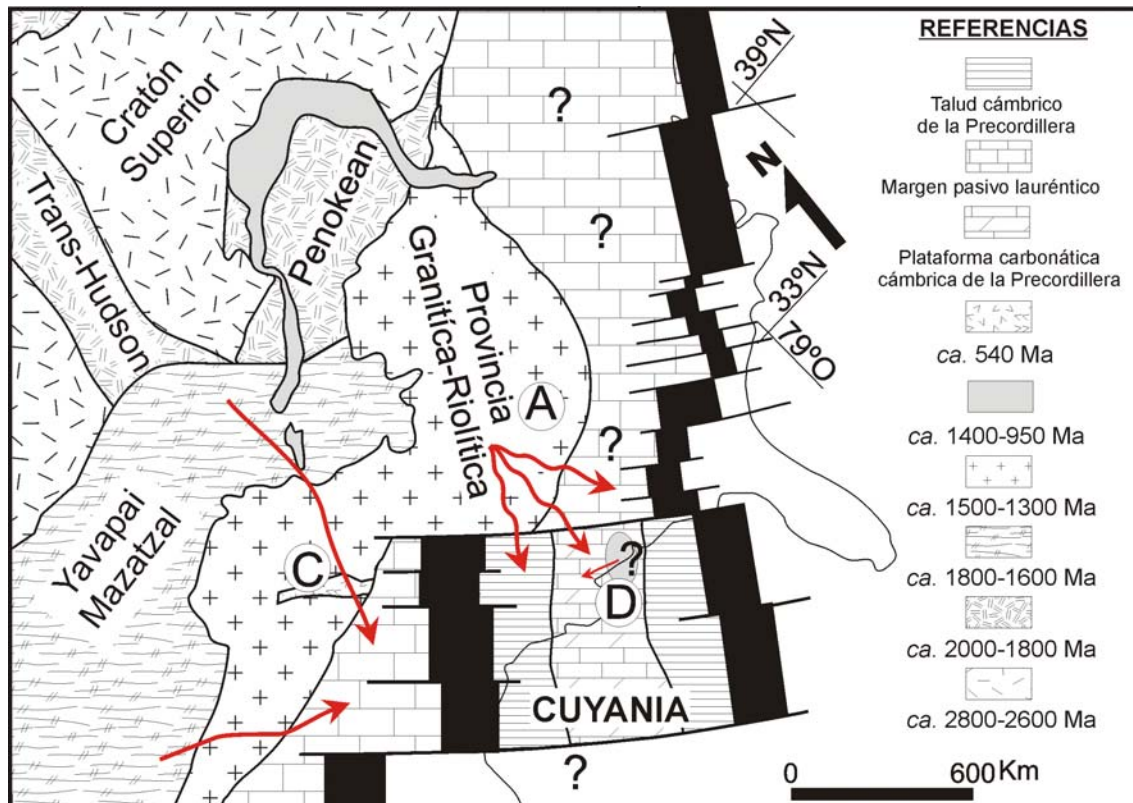 Cratón
Superior
Trans-Hudson
Penokean
Yavapai
Mazatzal
Provincia
Granitíca-Riolítica
A
C
D
?
?
?
?
?
CUYANIA
N
39ºN
33ºN
79ºO
0 600Km
REFERENCIAS
Talud cámbrico
de la Precordillera
Margen pasivo lauréntico
Plataforma carbonática
cámbrica de la Precordillera
ca. 540 Ma
ca. 1400-950 Ma
ca. 1500-1300 Ma
ca. 1800-1600 Ma
ca. 2000-1800 Ma
ca. 2800-2600 Ma